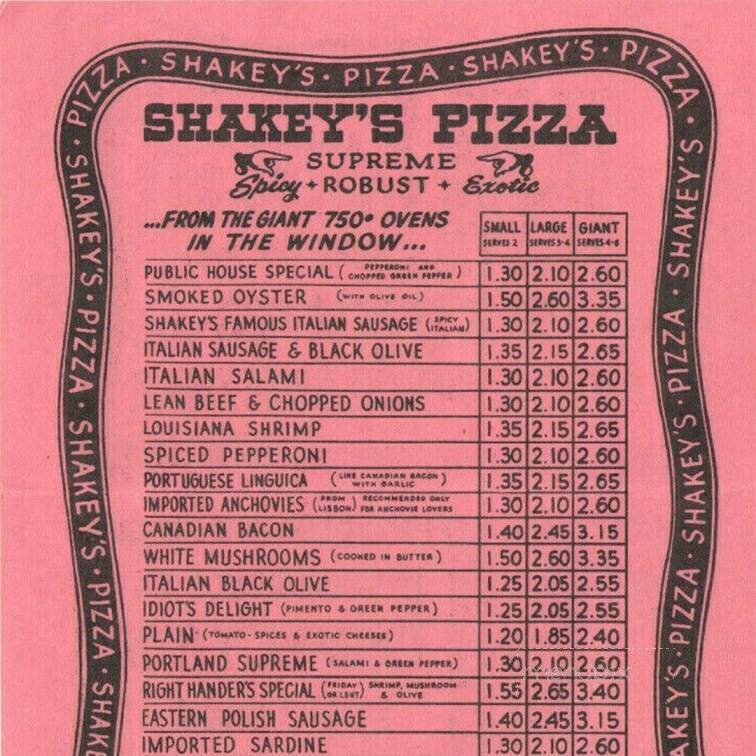 PIZZA · SHAKEY'S · PIZZA · SHAKEY'S · PIZZA
SHAKEY'S · PIZZA · SHAKEY'S · PIZZA · SHAKE
SHAKEY'S · PIZZA · SHAKEY'S · PIZZA · KEY'S
SHAKEY'S PIZZA
SUPREME
Spicy + ROBUST + Exotic
...FROM THE GIANT 750° OVENS
IN THE WINDOW...
SMALL LARGE GIANT
SERVES 2 SERVES 3-4 SERVES 4-6
PUBLIC HOUSE SPECIAL (PEPPERONI AND CHOPPED GREEN PEPPER) 1.30 2.10 2.60
SMOKED OYSTER (WITH OLIVE OIL) 1.50 2.60 3.35
SHAKEY'S FAMOUS ITALIAN SAUSAGE (SPICY ITALIAN) 1.30 2.10 2.60
ITALIAN SAUSAGE & BLACK OLIVE 1.35 2.15 2.65
ITALIAN SALAMI 1.30 2.10 2.60
LEAN BEEF & CHOPPED ONIONS 1.30 2.10 2.60
LOUISIANA SHRIMP 1.35 2.15 2.65
SPICED PEPPERONI 1.30 2.10 2.60
PORTUGUESE LINGUICA (LIKE CANADIAN BACON WITH GARLIC) 1.35 2.15 2.65
IMPORTED ANCHOVIES (FROM LISBON) RECOMMENDED ONLY FOR ANCHOVIE LOVERS 1.30 2.10 2.60
CANADIAN BACON 1.40 2.45 3.15
WHITE MUSHROOMS (COOKED IN BUTTER) 1.50 2.60 3.35
ITALIAN BLACK OLIVE 1.25 2.05 2.55
IDIOT'S DELIGHT (PIMENTO & GREEN PEPPER) 1.25 2.05 2.55
PLAIN (TOMATO-SPICES & EXOTIC CHEESES) 1.20 1.85 2.40
PORTLAND SUPREME (SALAMI & GREEN PEPPER) 1.30 2.10 2.60
RIGHT HANDER'S SPECIAL (FRIDAY OR LENT) SHRIMP, MUSHROOM & OLIVE 1.55 2.65 3.40
EASTERN POLISH SAUSAGE 1.40 2.45 3.15
IMPORTED SARDINE 1.30 2.10 2.60